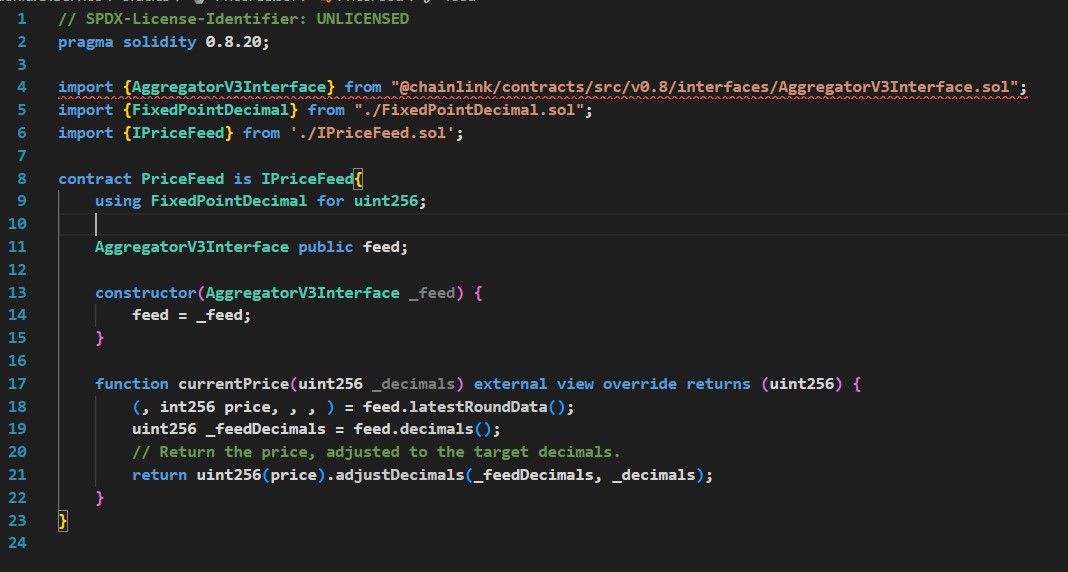 1 // SPDX-License-Identifier: UNLICENSED
2 pragma solidity 0.8.20;
3
4 import {AggregatorV3Interface} from "@chainlink/contracts/src/v0.8/interfaces/AggregatorV3Interface.sol";
5 import {FixedPointDecimal} from "./FixedPointDecimal.sol";
6 import {IPriceFeed} from './IPriceFeed.sol';
7
8 contract PriceFeed is IPriceFeed{
9     using FixedPointDecimal for uint256;
10
11     AggregatorV3Interface public feed;
12
13     constructor(AggregatorV3Interface _feed) {
14         feed = _feed;
15     }
16
17     function currentPrice(uint256 _decimals) external view override returns (uint256) {
18         (, int256 price, , , ) = feed.latestRoundData();
19         uint256 _feedDecimals = feed.decimals();
20         // Return the price, adjusted to the target decimals.
21         return uint256(price).adjustDecimals(_feedDecimals, _decimals);
22     }
23 }
24